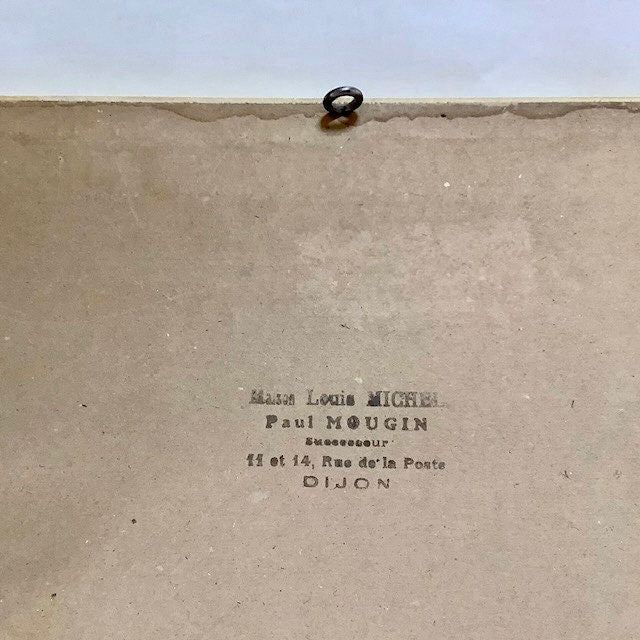 Maison Louis MICHEL
Paul MOUGIN
Successeur
11 et 14, Rue de la Poste
DIJON